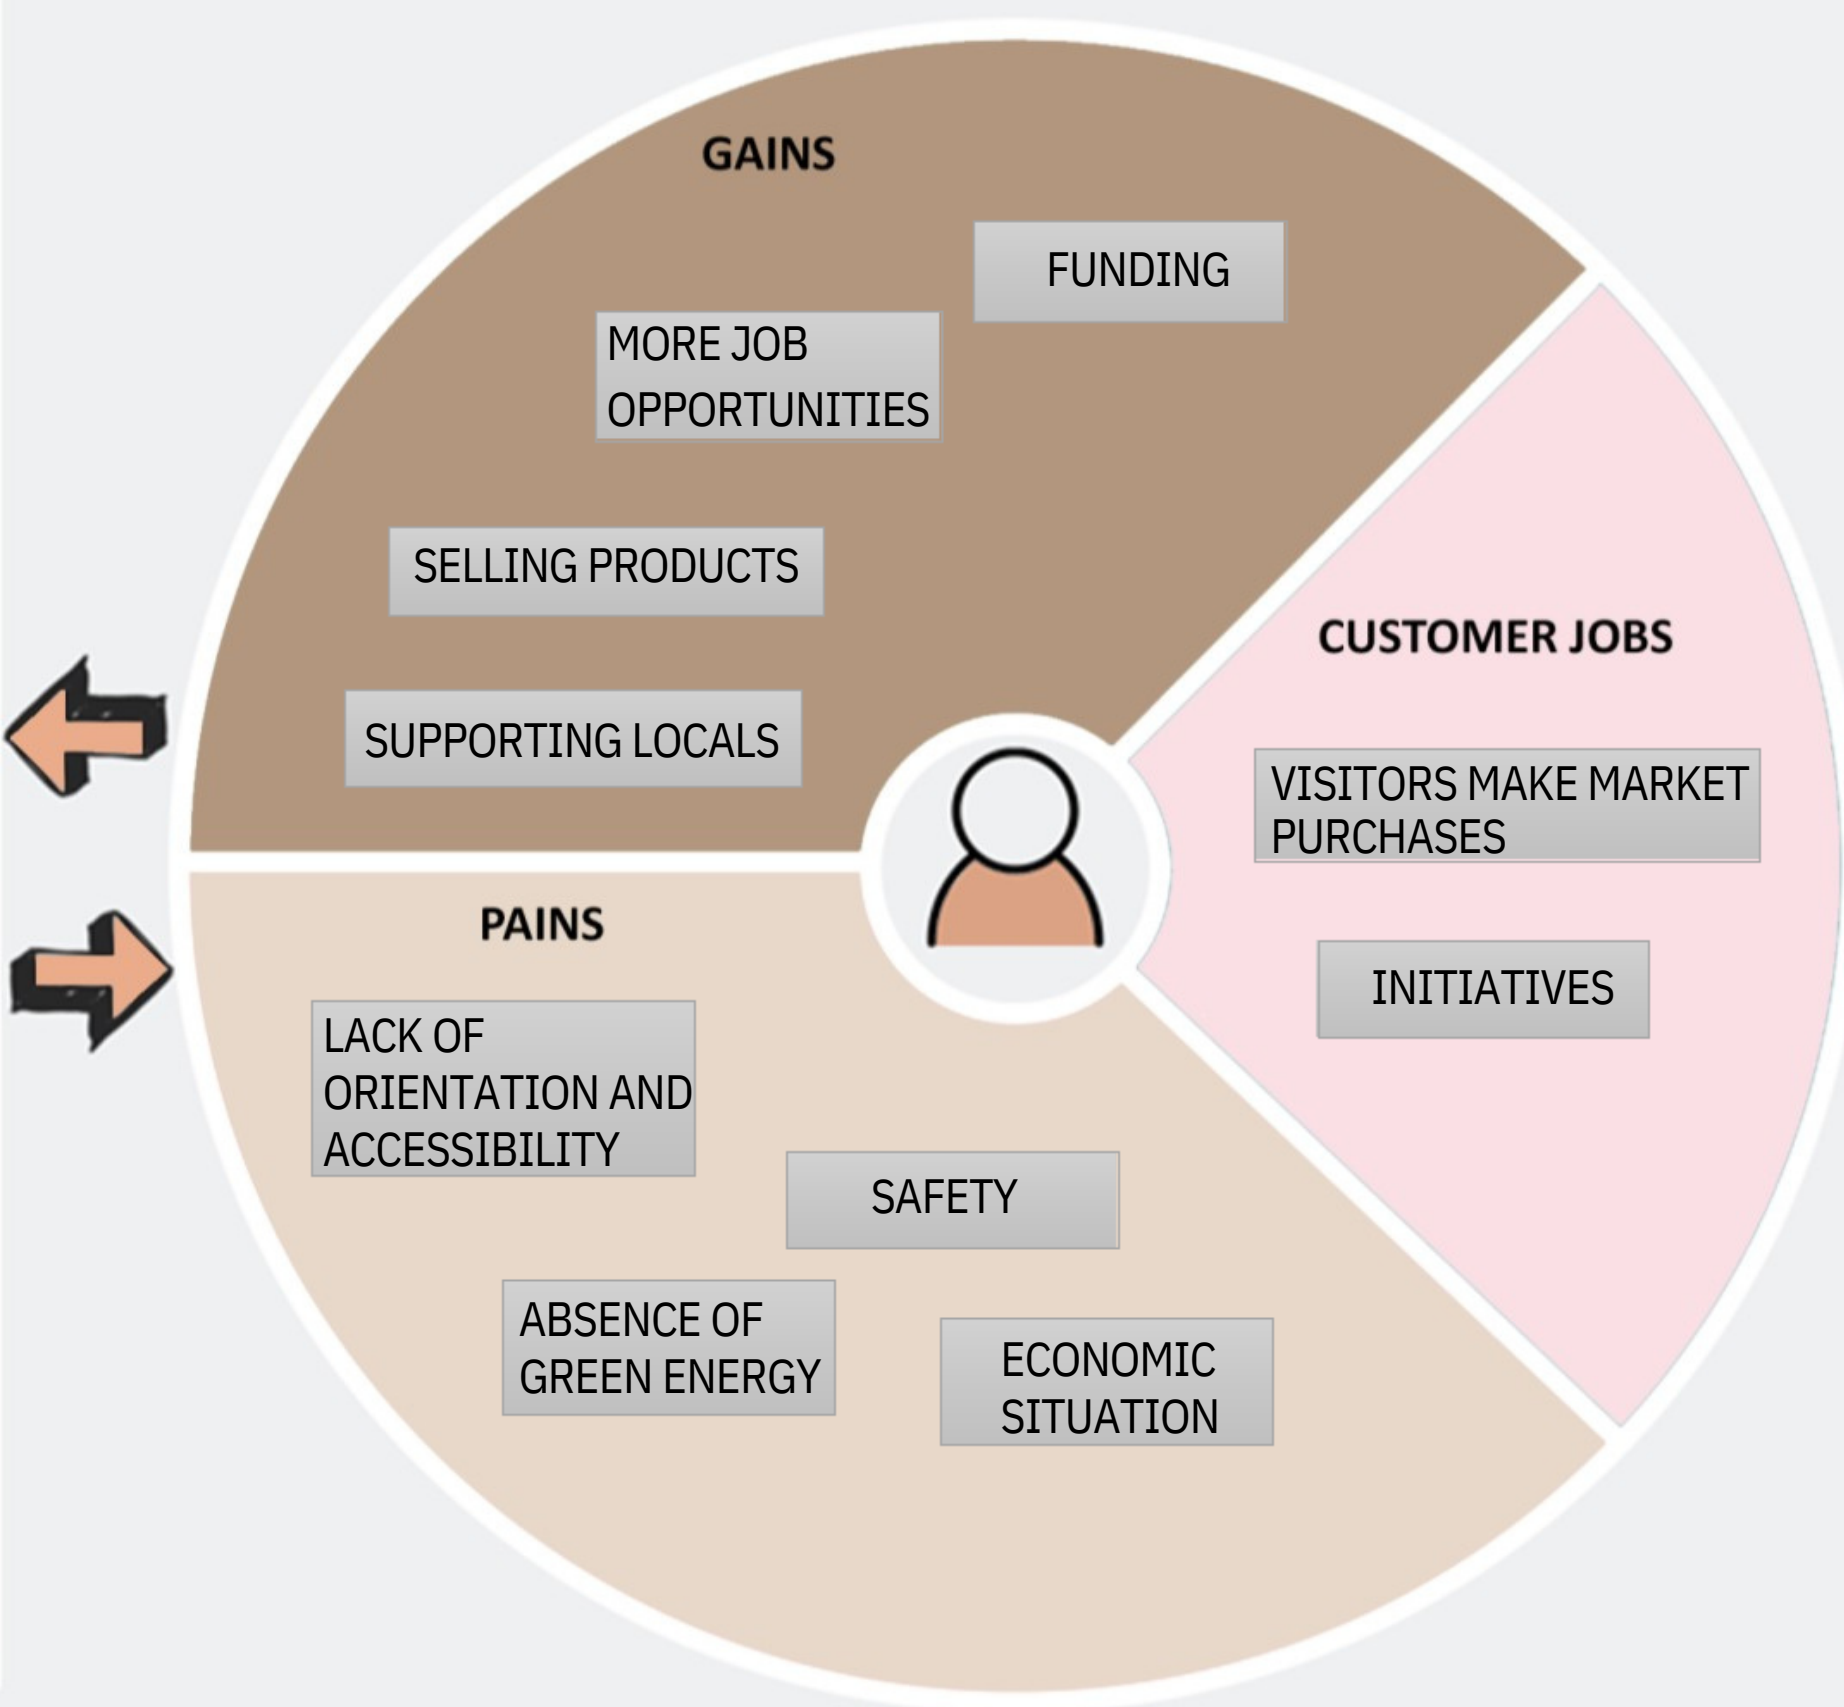 GAINS
FUNDING
MORE JOB
OPPORTUNITIES
SELLING PRODUCTS
SUPPORTING LOCALS
CUSTOMER JOBS
VISITORS MAKE MARKET
PURCHASES
INITIATIVES
PAINS
LACK OF
ORIENTATION AND
ACCESSIBILITY
SAFETY
ABSENCE OF
GREEN ENERGY
ECONOMIC
SITUATION